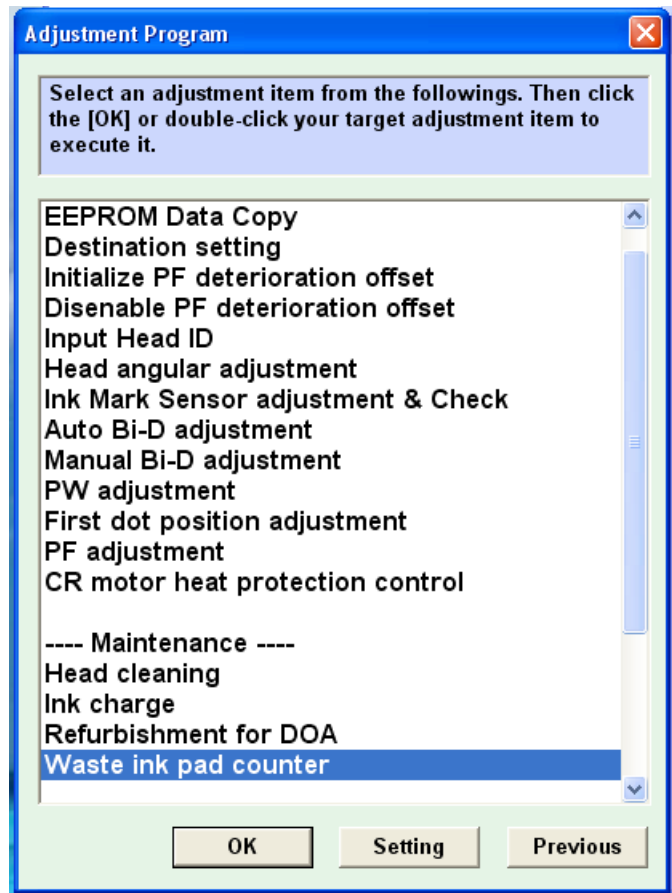 Adjustment Program
Select an adjustment item from the followings. Then click
the [OK] or double-click your target adjustment item to
execute it.
EEPROM Data Copy
Destination setting
Initialize PF deterioration offset
Disenable PF deterioration offset
Input Head ID
Head angular adjustment
Ink Mark Sensor adjustment & Check
Auto Bi-D adjustment
Manual Bi-D adjustment
PW adjustment
First dot position adjustment
PF adjustment
CR motor heat protection control
---- Maintenance ----
Head cleaning
Ink charge
Refurbishment for DOA
Waste ink pad counter
OK Setting Previous